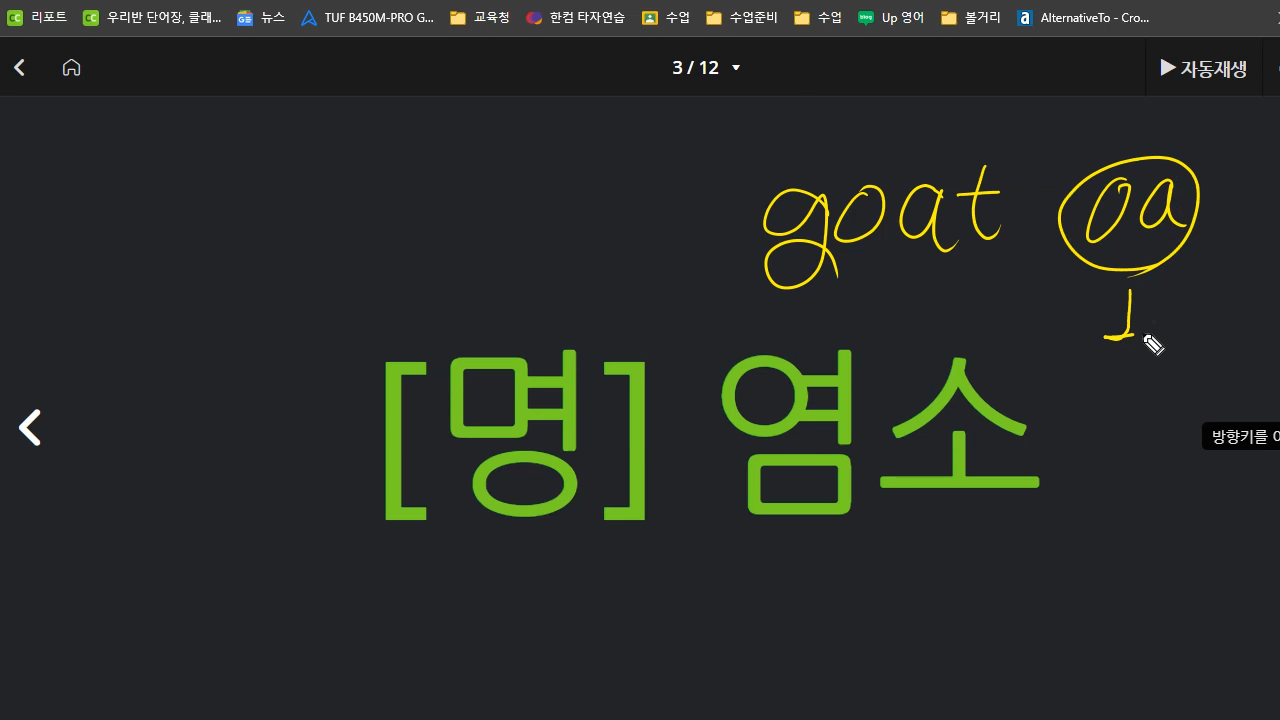 리포트 우리반 단어장, 클래... 뉴스 TUF B450M-PRO G... 교육청 한컴 타자연습 수업 수업준비 수업 Up 영어 볼거리 AlternativeTo - Cro...
3 / 12 ▶ 자동재생
goat oa
[명] 염소
방향키를